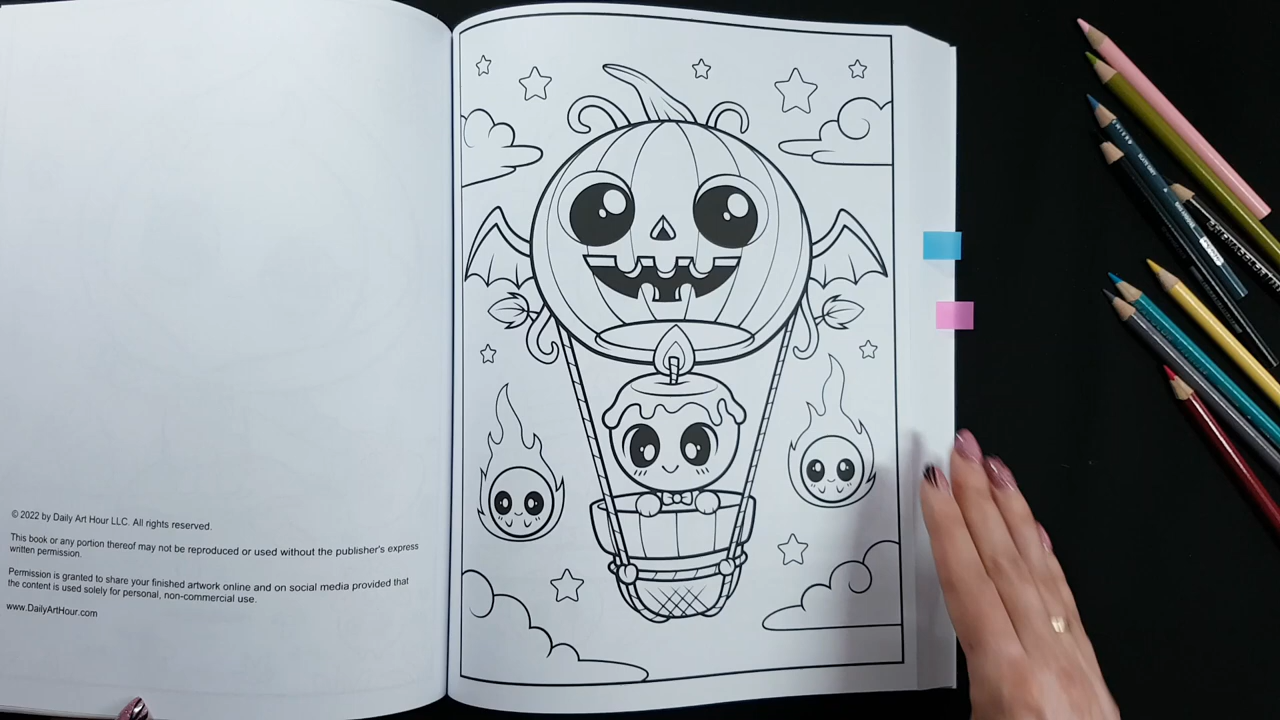 © 2022 by Daily Art Hour LLC. All rights reserved.
This book or any portion thereof may not be reproduced or used without the publisher's express
written permission.
Permission is granted to share your finished artwork online and on social media provided that
the content is used solely for personal, non-commercial use.
www.DailyArtHour.com